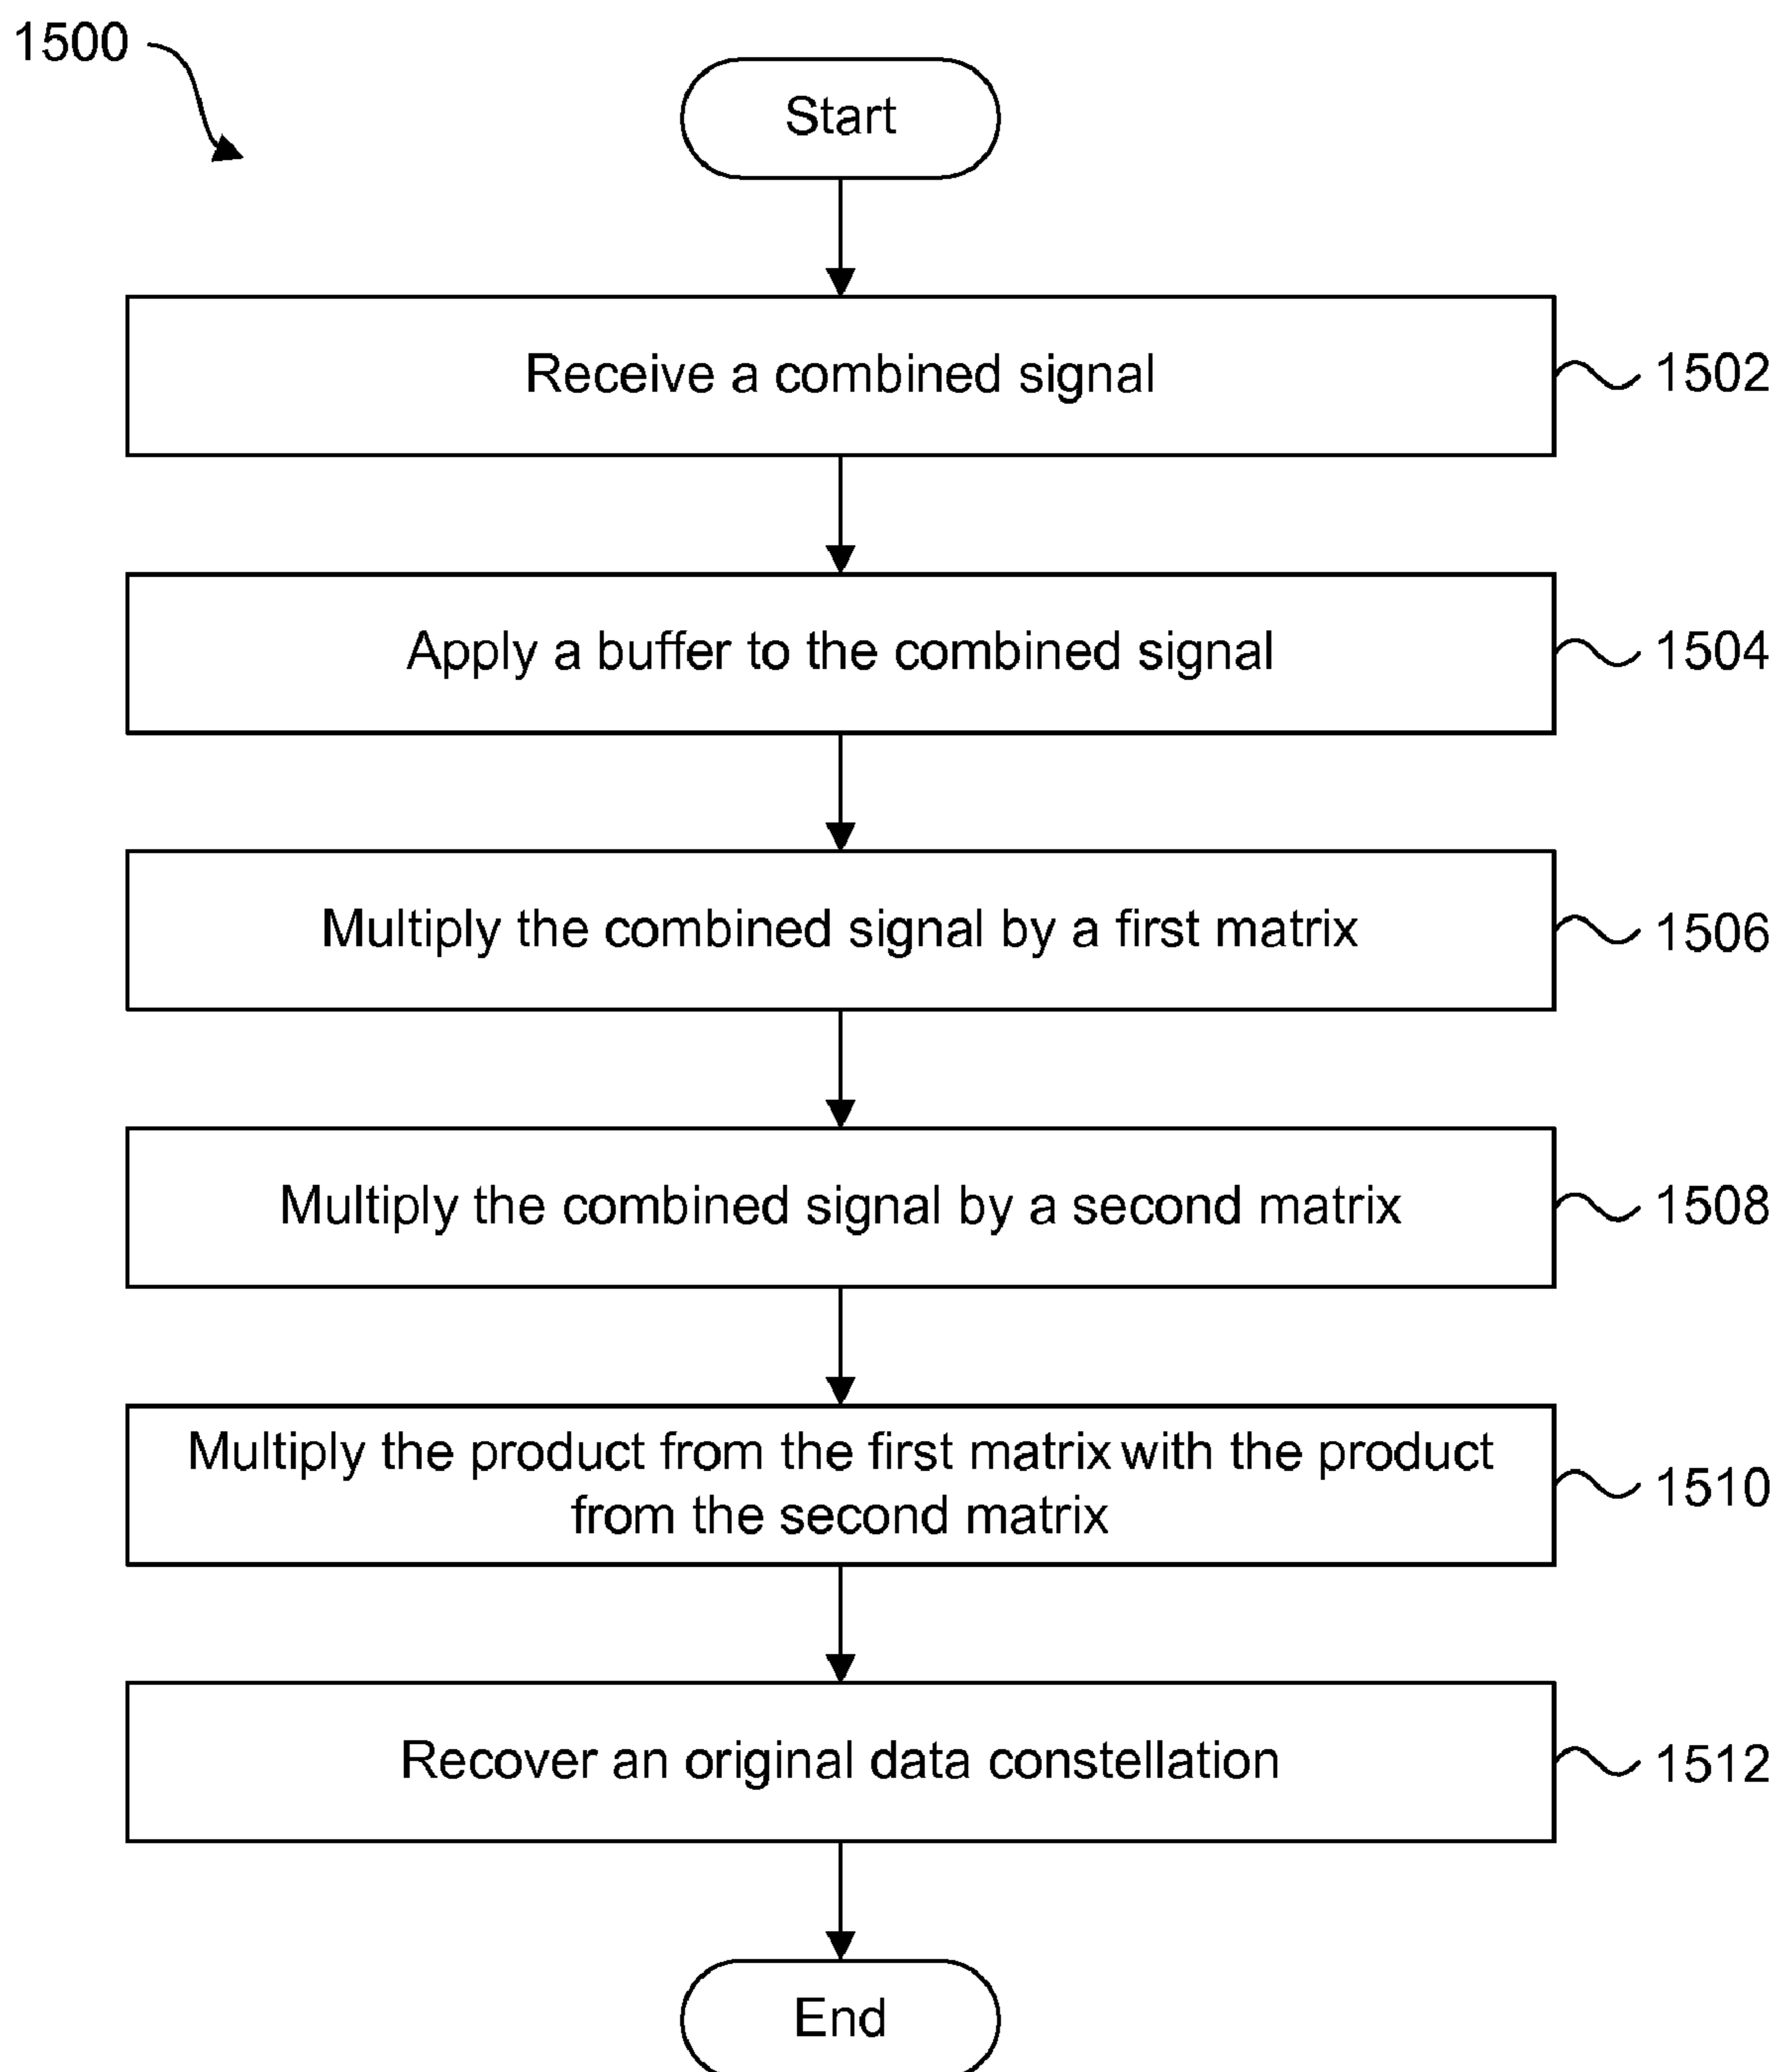 1500
Start
Receive a combined signal
1502
Apply a buffer to the combined signal
1504
Multiply the combined signal by a first matrix
1506
Multiply the combined signal by a second matrix
1508
Multiply the product from the first matrix with the product
from the second matrix
1510
Recover an original data constellation
1512
End